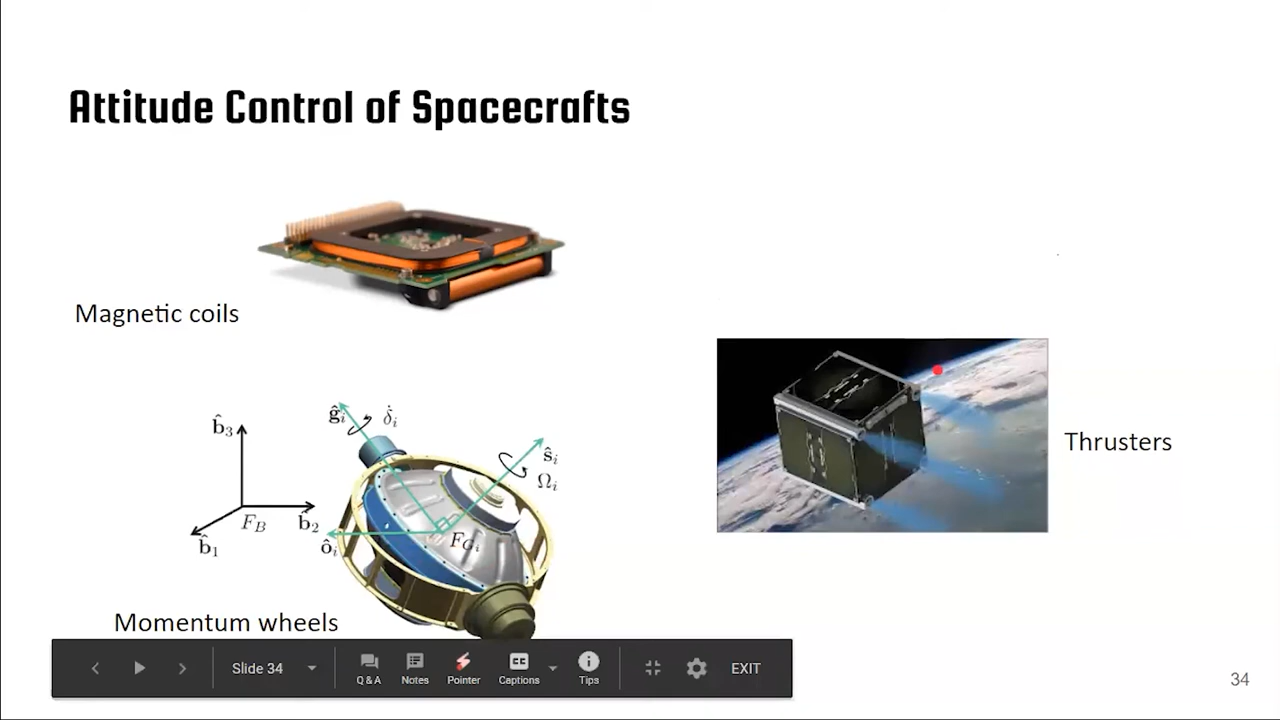 Attitude Control of Spacecrafts
Magnetic coils
Thrusters
b̂₃
b̂₂
b̂₁
F_B
ĝᵢ
δ̇ᵢ
ŝᵢ
Ωᵢ
ôᵢ
F_Gᵢ
Momentum wheels
Slide 34
Q & A
Notes
Pointer
CC
Captions
Tips
EXIT
34